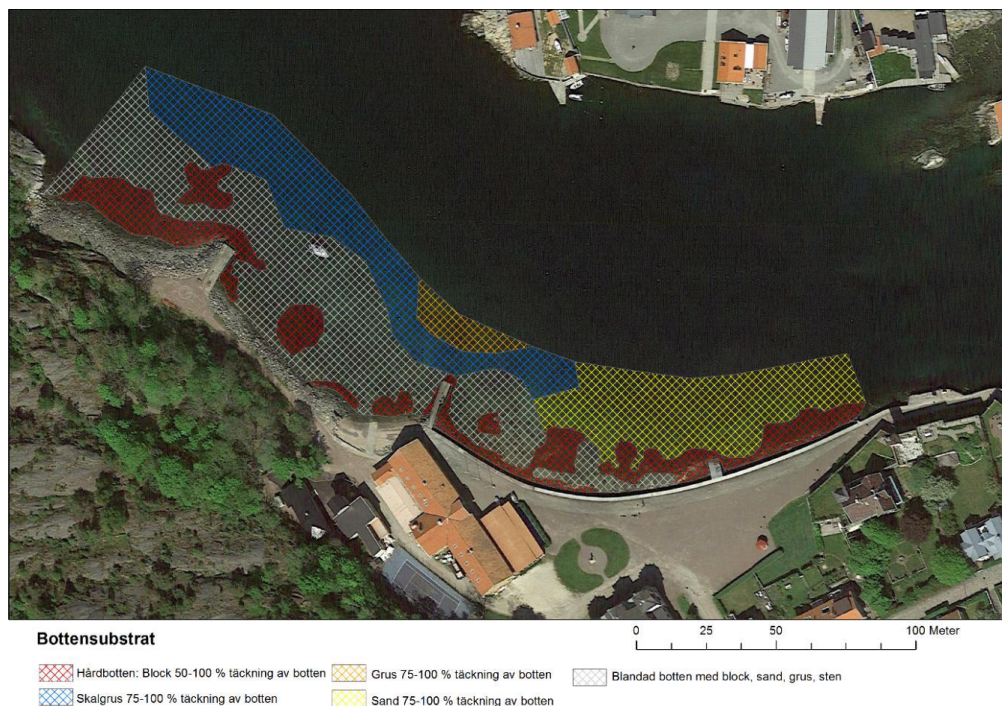 Bottensubstrat
0 25 50 100 Meter
Hårdbotten: Block 50-100 % täckning av botten
Grus 75-100 % täckning av botten
Blandad botten med block, sand, grus, sten
Skalgrus 75-100 % täckning av botten
Sand 75-100 % täckning av botten